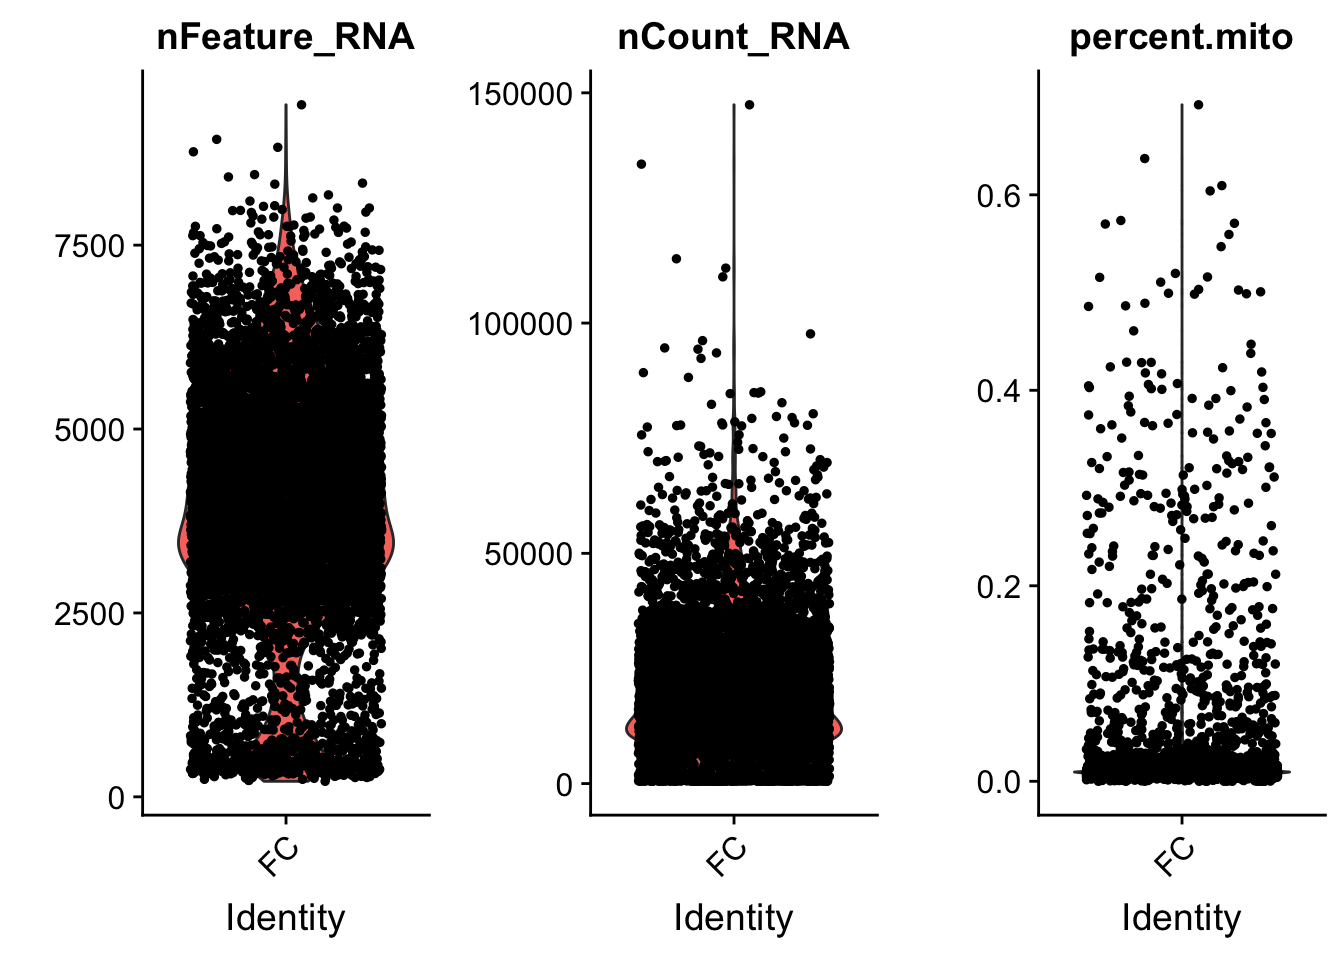 nFeature_RNA
7500
5000
2500
0
FC
Identity
nCount_RNA
150000
100000
50000
0
FC
Identity
percent.mito
0.6
0.4
0.2
0.0
FC
Identity